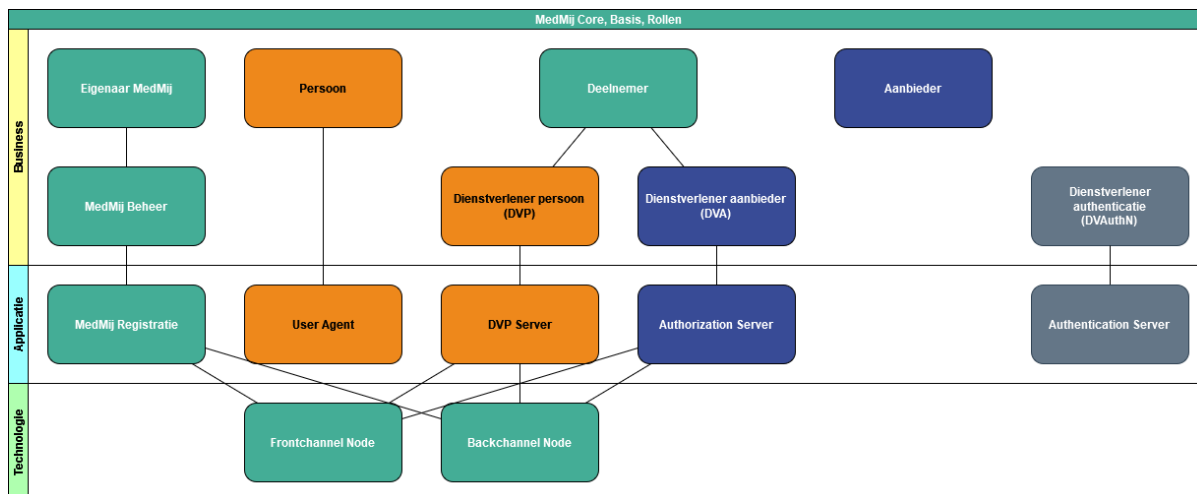 MedMij Core, Basis, Rollen
Business
Eigenaar MedMij
Persoon
Deelnemer
Aanbieder
MedMij Beheer
Dienstverlener persoon
(DVP)
Dienstverlener aanbieder
(DVA)
Dienstverlener
authenticatie
(DVAuthN)
Applicatie
MedMij Registratie
User Agent
DVP Server
Authorization Server
Authentication Server
Technologie
Frontchannel Node
Backchannel Node